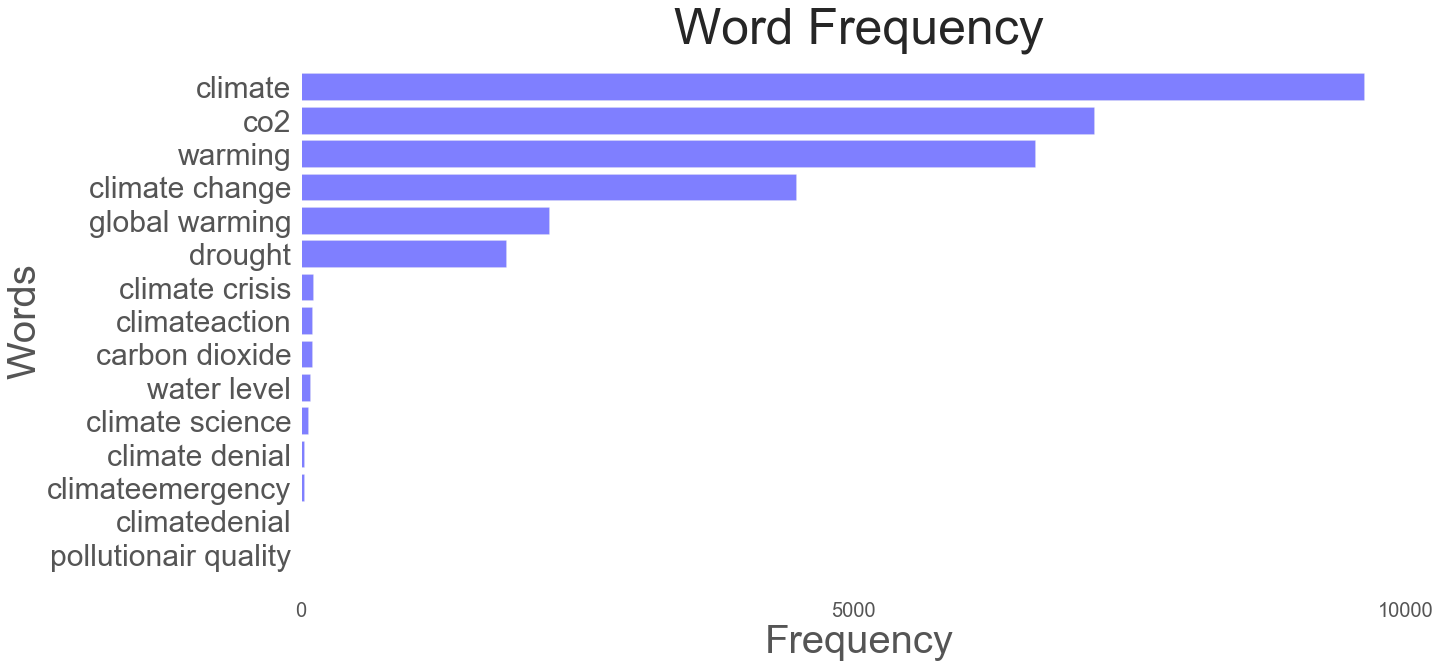 Word Frequency
climate
co2
warming
climate change
global warming
drought
climate crisis
climateaction
carbon dioxide
water level
climate science
climate denial
climateemergency
climatedenial
pollutionair quality
Words
0 5000 10000
Frequency